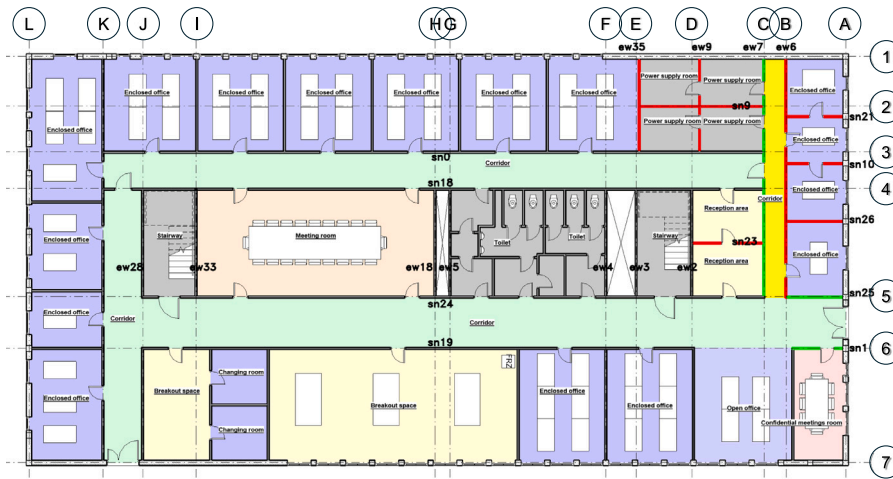 L K J I H G F E D C B A
ew35 ew9 ew7 ew6
1
Power supply room Power supply room
Enclosed office
Enclosed office Enclosed office Enclosed office Enclosed office Enclosed office Enclosed office
sn9
2
sn21
Power supply room Power supply room
Enclosed office
Enclosed office
sn0
3
Corridor
sn10
sn18
4
Enclosed office
Corridor
Reception area
sn26
Stairway
Meeting room
Toilet
Toilet
Stairway
sn23
Enclosed office
Enclosed office
Reception area
ew28 ew33 ew18 ew5 ew4 ew3 ew2
sn25
5
sn24
Enclosed office
Corridor
Corridor
sn19
sn1
6
FRZ
Changing room
Breakout space
Breakout space
Enclosed office
Enclosed office
Enclosed office
Open office
Confidential meetings room
Changing room
7